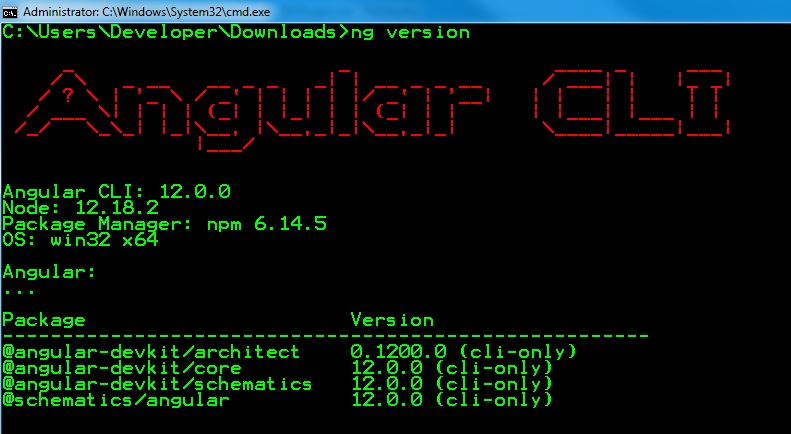 Administrator: C:\Windows\System32\cmd.exe
C:\Users\Developer\Downloads>ng version
Angular CLI
Angular CLI: 12.0.0
Node: 12.18.2
Package Manager: npm 6.14.5
OS: win32 x64
Angular:
...
Package Version
------------------------------------------------------
@angular-devkit/architect 0.1200.0 (cli-only)
@angular-devkit/core 12.0.0 (cli-only)
@angular-devkit/schematics 12.0.0 (cli-only)
@schematics/angular 12.0.0 (cli-only)